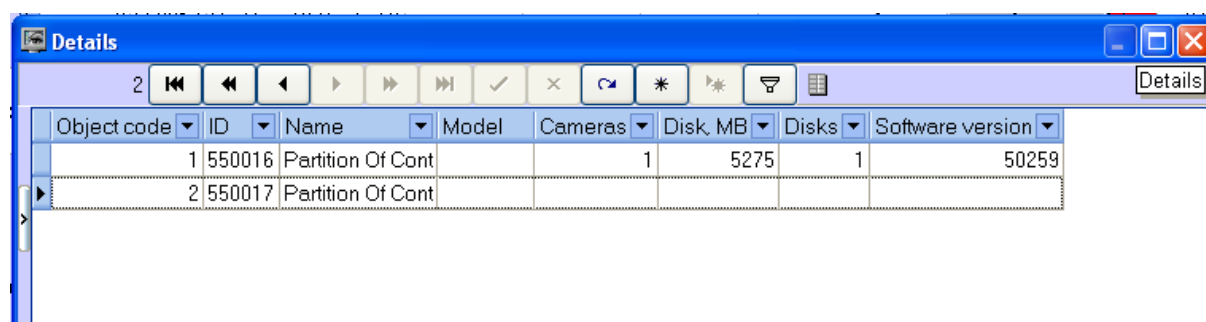 Details
2
Details
Object code ID Name Model Cameras Disk, MB Disks Software version
1 550016 Partition Of Cont 1 5275 1 50259
2 550017 Partition Of Cont